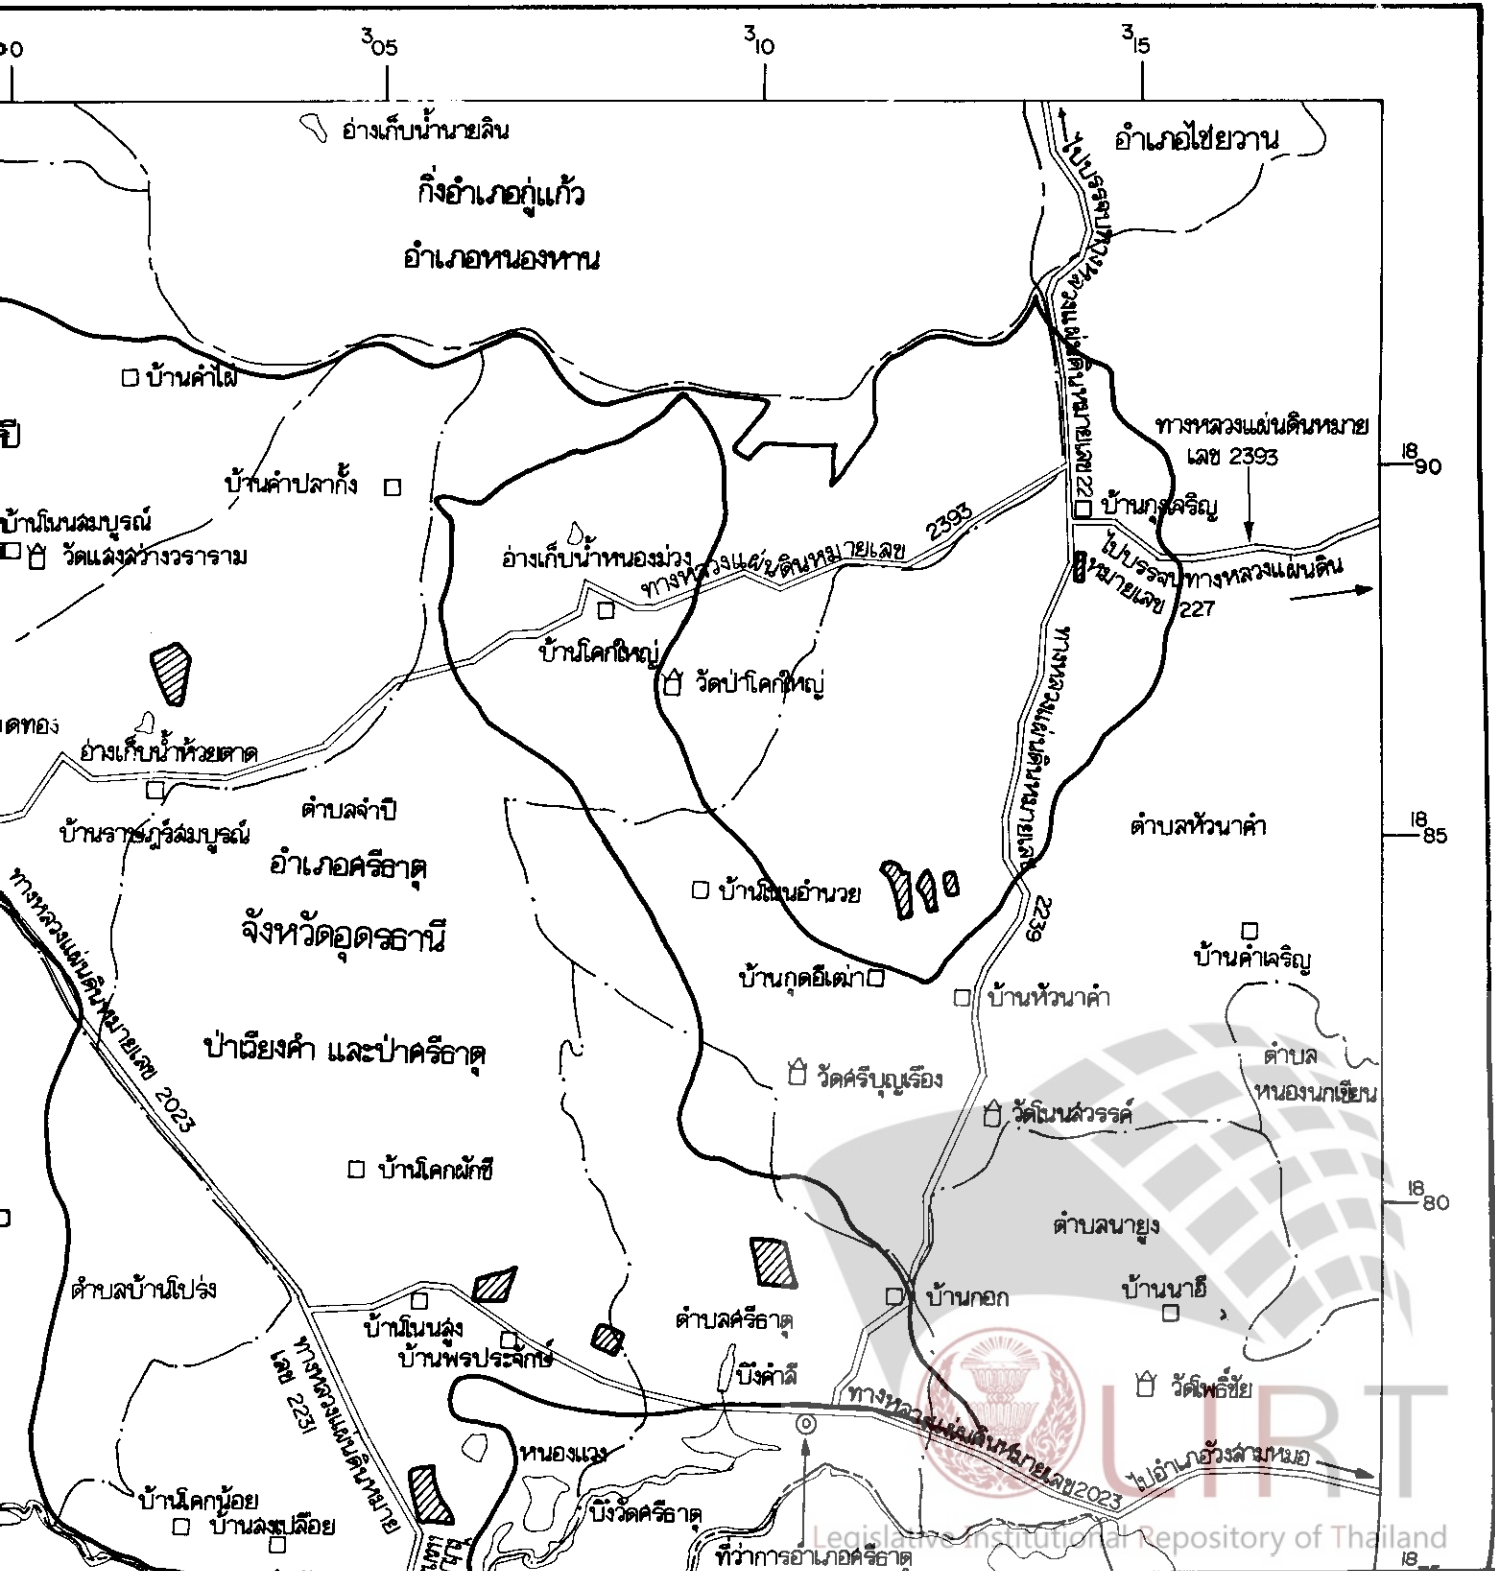 305
310
315
อ่างเก็บน้ำนายลิน
อำเภอไชยวาน
กิ่งอำเภอกู่แก้ว
อำเภอหนองหาน
ไปบรรจบทางหลวงแผ่นดินหมายเลข 22
บ้านคำไฝ่
ทางหลวงแผ่นดินหมาย
เลข 2393
1890
บ้านคำปลากั้ง
บ้านกุงเจริญ
บ้านโนนสมบูรณ์
วัดแสงสว่างวราราม
อ่างเก็บน้ำหนองม่วง
ทางหลวงแผ่นดินหมายเลข 2393
ไปบรรจบทางหลวงแผ่นดิน
หมายเลข 227
บ้านโคกใหญ่
วัดป่าโคกใหญ่
ทางหลวงแผ่นดินหมายเลข 2239
อ่างเก็บน้ำห้วยตาด
ตำบลจำปี
บ้านราษฎร์สมบูรณ์
ตำบลหัวนาคำ
1885
อำเภอศรีธาตุ
บ้านโนนอำนวย
จังหวัดอุดรธานี
ทางหลวงแผ่นดินหมายเลข 2023
บ้านคำเจริญ
บ้านกุดอีเฒ่า
บ้านหัวนาคำ
ป่าเวียงคำ และป่าศรีธาตุ
ตำบล
หนองนกเขียน
วัดศรีบุญเรือง
วัดโนนสวรรค์
บ้านโคกผักชี
1880
ตำบลนายูง
ตำบลบ้านโปร่ง
บ้านกอก
บ้านนาอี
ตำบลศรีธาตุ
บ้านโนนสูง
บ้านพรประจักษ์
ทางหลวงแผ่นดินหมาย
เลข 2231
บึงคำลี
วัดโพธิ์ชัย
ทางหลวงแผ่นดินหมายเลข 2023
ไปอำเภอวังสามหมอ
LIRT
หนองแวง
บ้านโคกน้อย
บ้านสงเปลือย
บึงวัดศรีธาตุ
Legislative Institutional Repository of Thailand
ที่ว่าการอำเภอศรีธาตุ